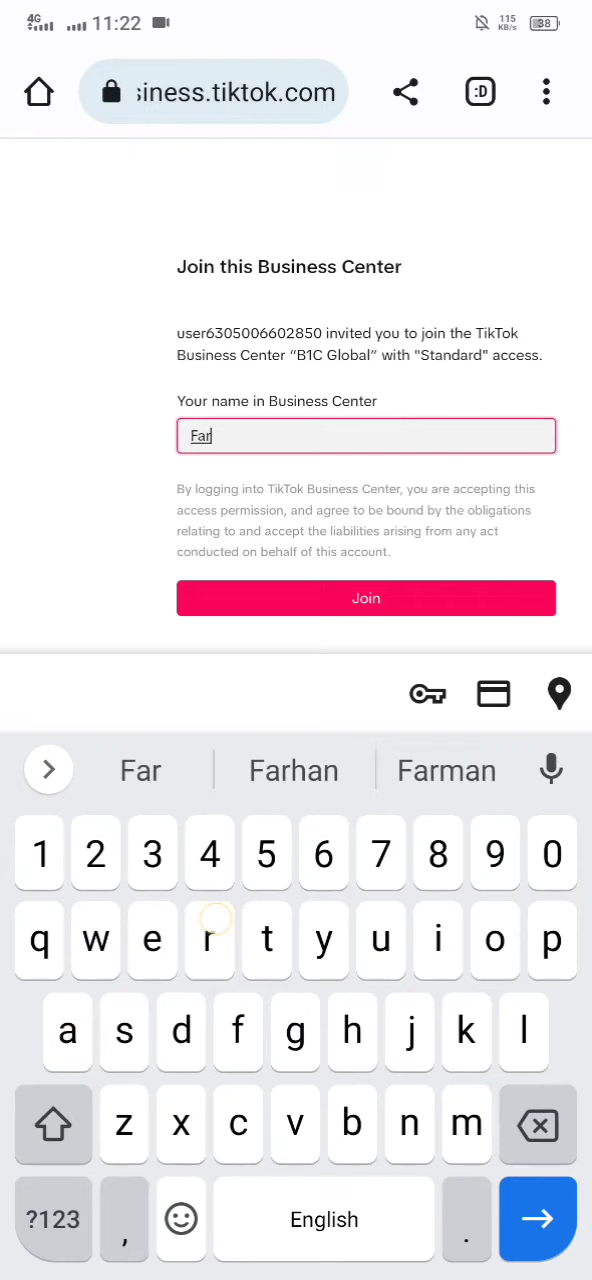 4G 11:22 115 KB/s 38
siness.tiktok.com :D
Join this Business Center
user6305006602850 invited you to join the TikTok
Business Center “B1C Global” with "Standard" access.
Your name in Business Center
Far
By logging into TikTok Business Center, you are accepting this
access permission, and agree to be bound by the obligations
relating to and accept the liabilities arising from any act
conducted on behalf of this account.
Join
Far Farhan Farman
1 2 3 4 5 6 7 8 9 0
q w e r t y u i o p
a s d f g h j k l
z x c v b n m
?123 , English .